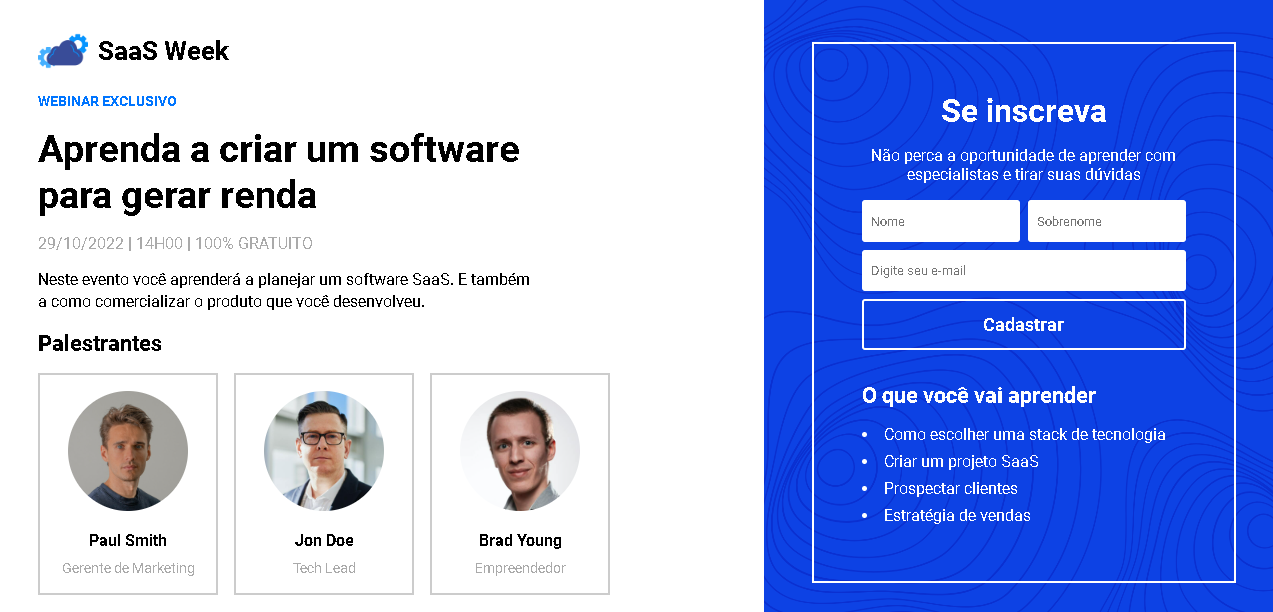 SaaS Week
WEBINAR EXCLUSIVO
Aprenda a criar um software
para gerar renda
29/10/2022 | 14H00 | 100% GRATUITO
Neste evento você aprenderá a planejar um software SaaS. E também
a como comercializar o produto que você desenvolveu.
Palestrantes
Paul Smith
Gerente de Marketing
Jon Doe
Tech Lead
Brad Young
Empreendedor
Se inscreva
Não perca a oportunidade de aprender com
especialistas e tirar suas dúvidas
Nome
Sobrenome
Digite seu e-mail
Cadastrar
O que você vai aprender
• Como escolher uma stack de tecnologia
• Criar um projeto SaaS
• Prospectar clientes
• Estratégia de vendas